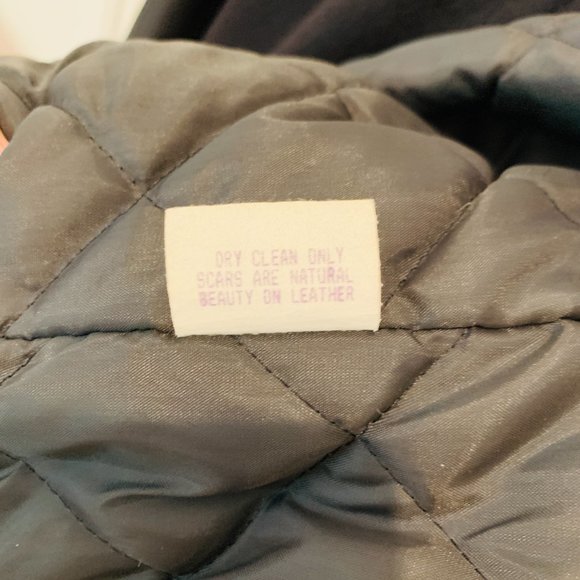 DRY CLEAN ONLY
SCARS ARE NATURAL
BEAUTY ON LEATHER